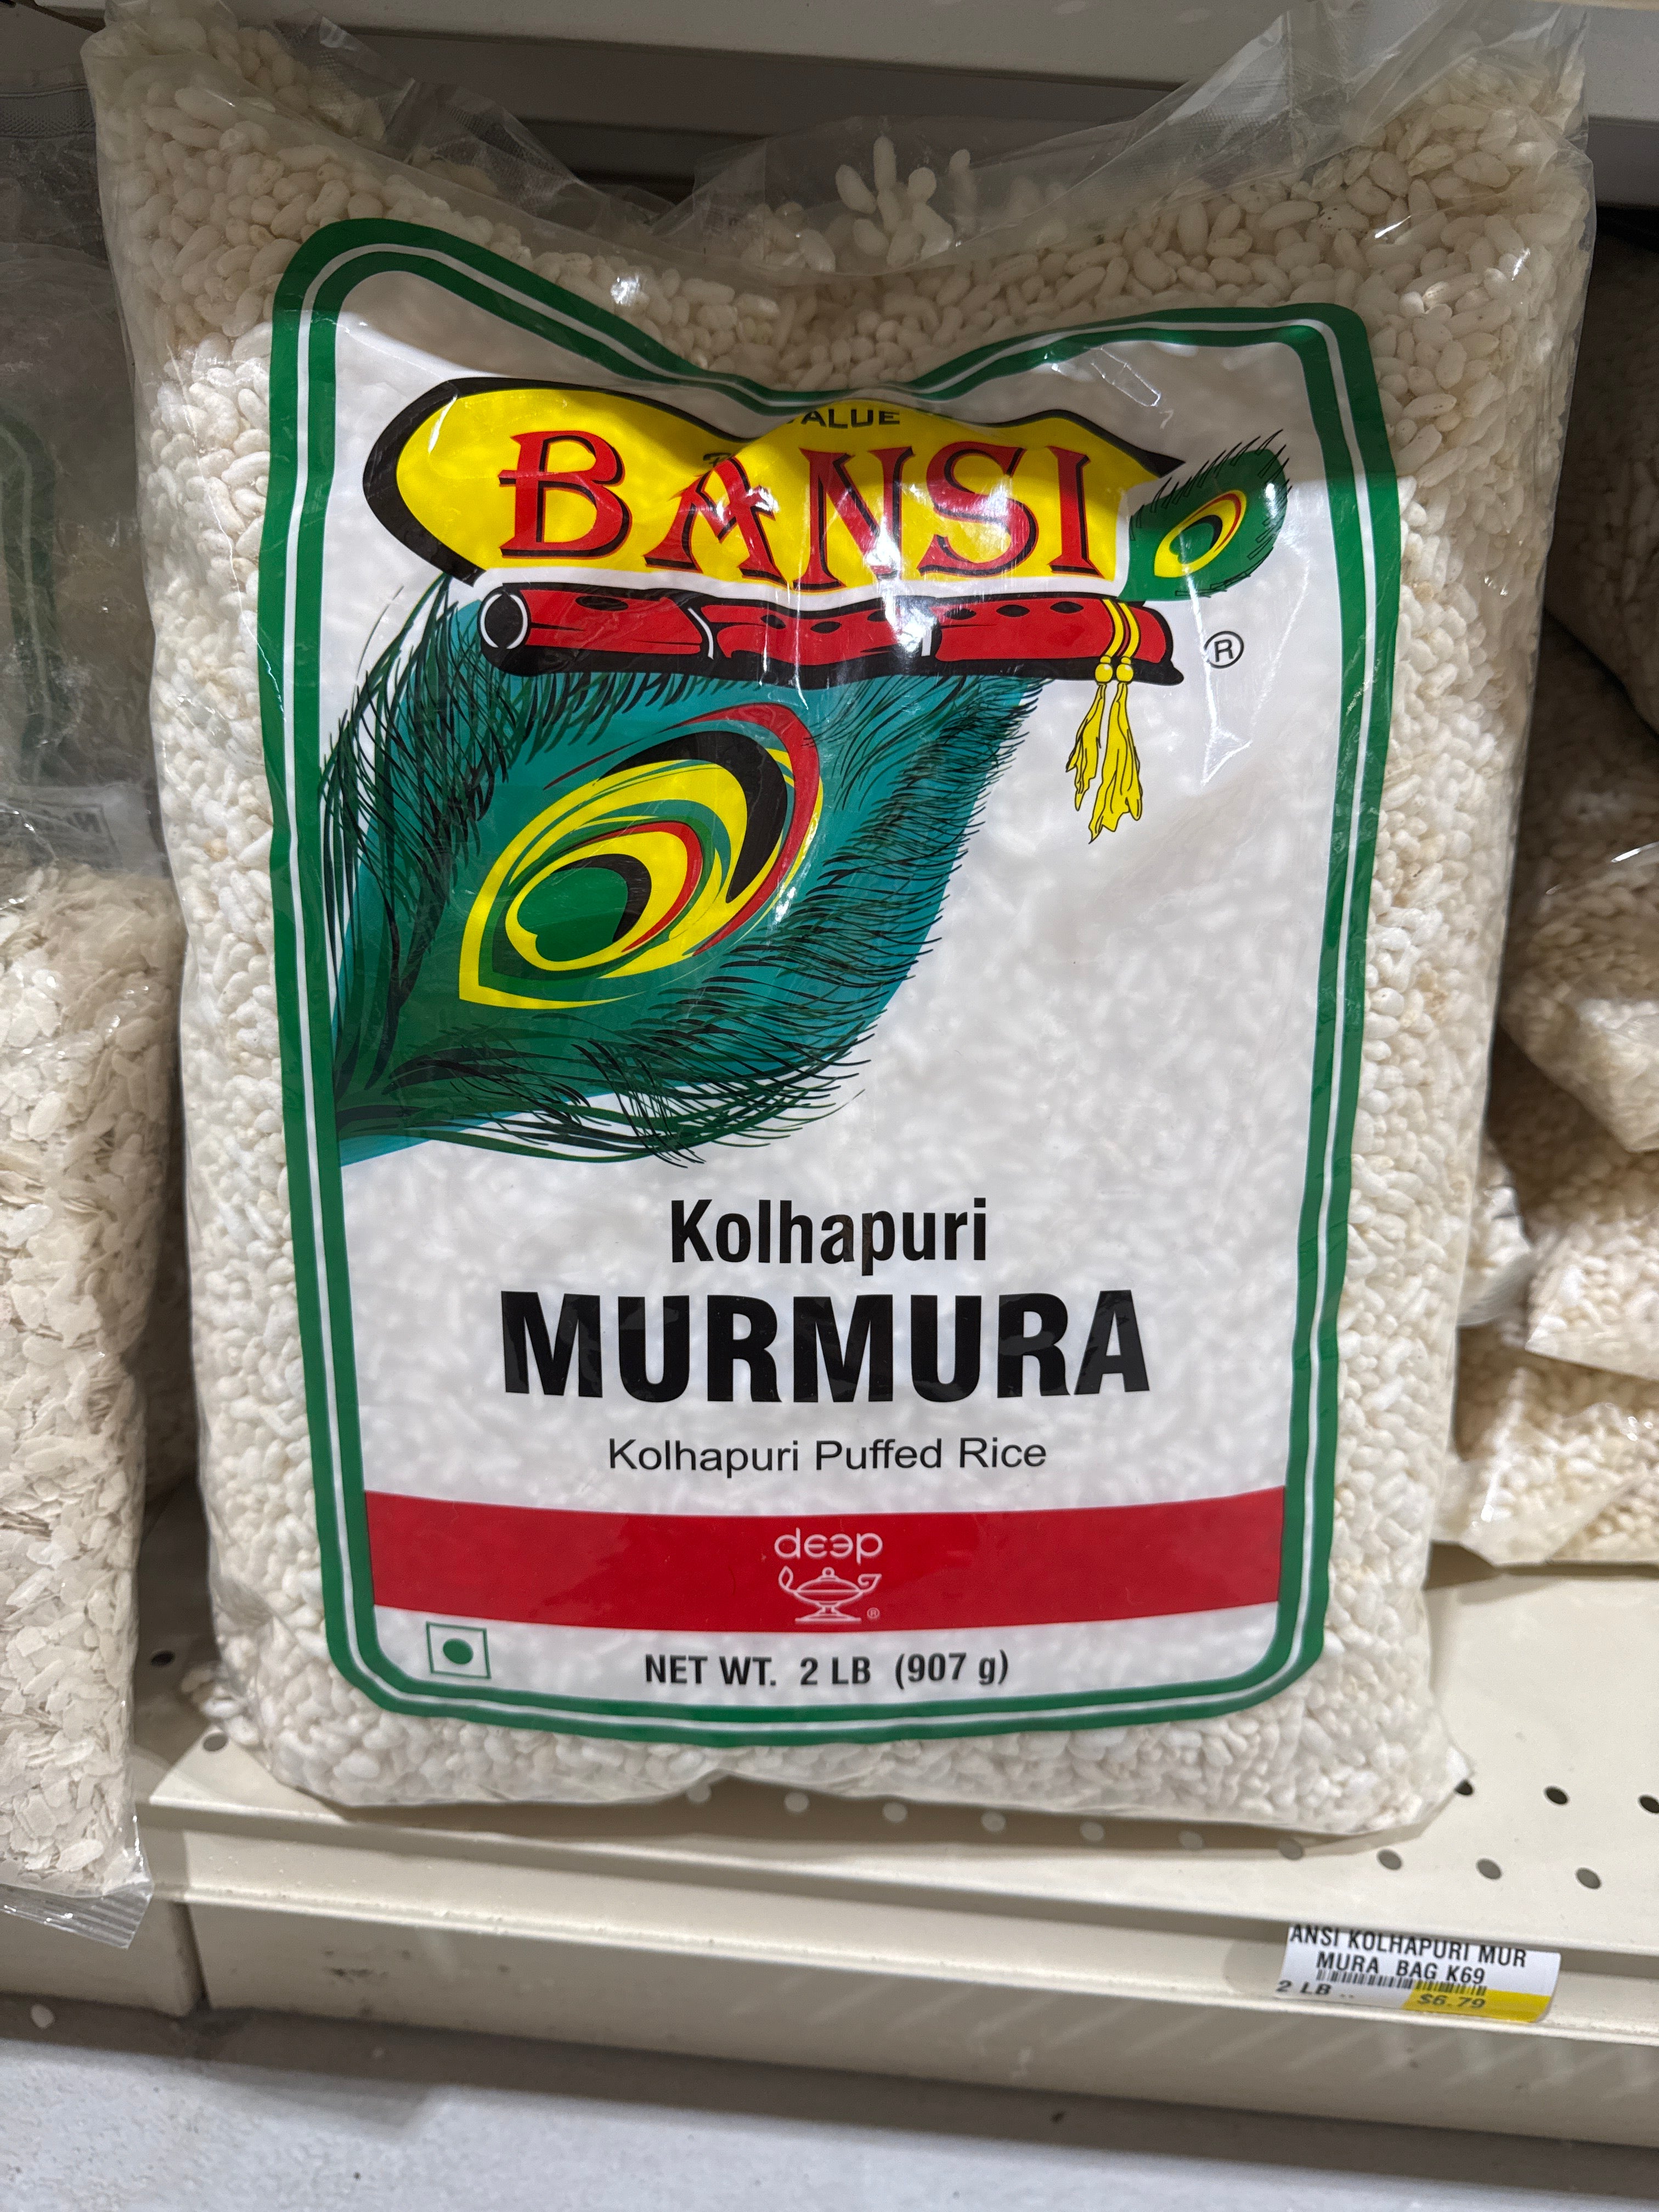 BANSI
®
Kolhapuri
MURMURA
Kolhapuri Puffed Rice
deep
®
NET WT. 2 LB (907 g)
ANSI KOLHAPURI MUR
MURA BAG K69
2 LB
$6.79